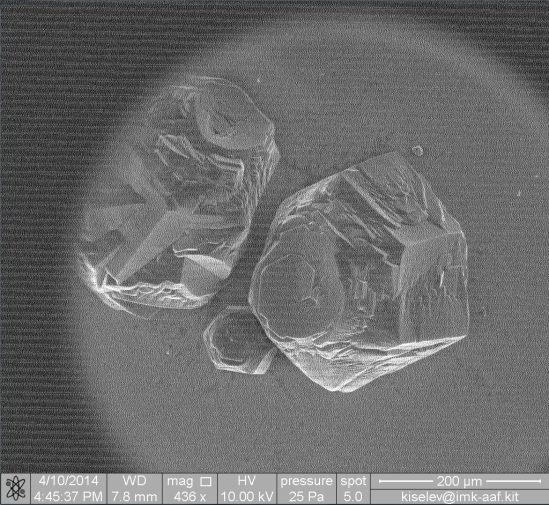 4/10/2014 WD mag HV pressure spot 200 µm
4:45:37 PM 7.8 mm 436 x 10.00 kV 25 Pa 5.0 kiselev@imk-aaf.kit